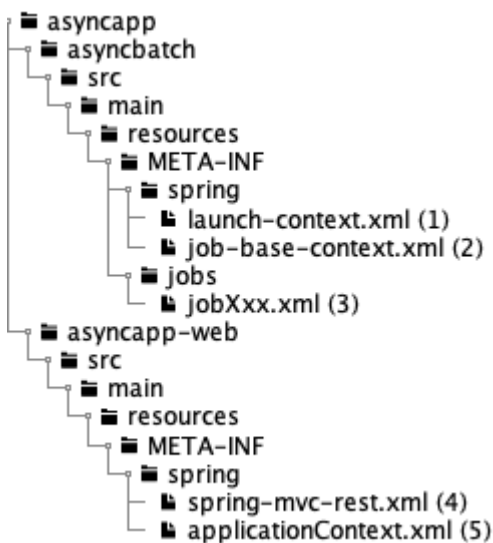 asyncapp
asyncbatch
src
main
resources
META-INF
spring
launch-context.xml (1)
job-base-context.xml (2)
jobs
jobXxx.xml (3)
asyncapp-web
src
main
resources
META-INF
spring
spring-mvc-rest.xml (4)
applicationContext.xml (5)